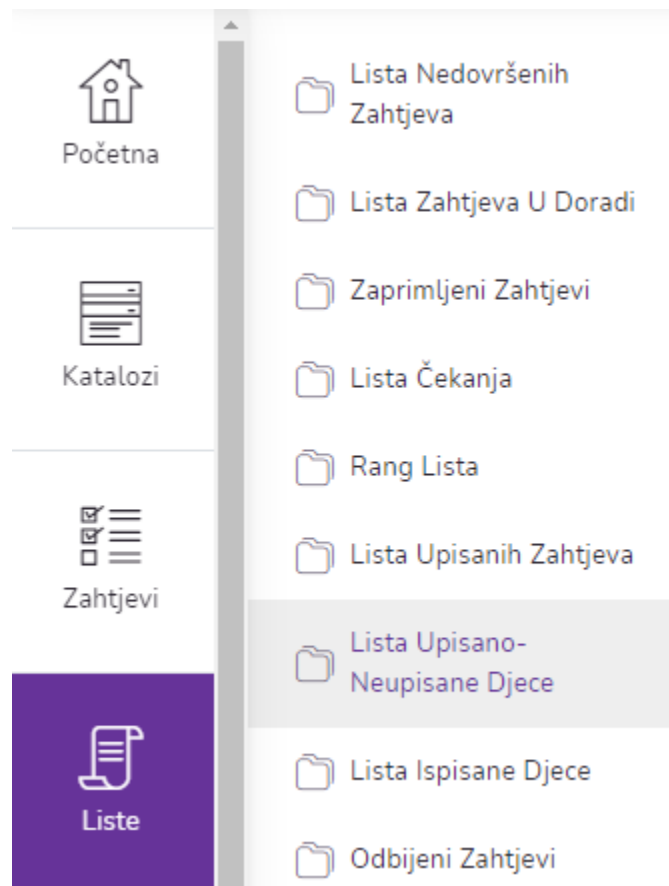 Početna
Katalozi
Zahtjevi
Liste
Lista Nedovršenih
Zahtjeva
Lista Zahtjeva U Doradi
Zaprimljeni Zahtjevi
Lista Čekanja
Rang Lista
Lista Upisanih Zahtjeva
Lista Upisano-
Neupisane Djece
Lista Ispisane Djece
Odbijeni Zahtjevi